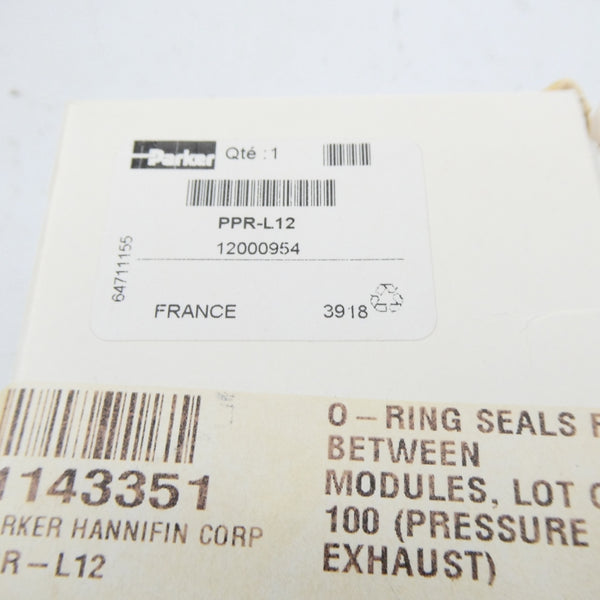 Parker Qté : 1
PPR-L12
12000954
64711155
FRANCE 3918
1143351
RKER HANNIFIN CORP
R-L12
O-RING SEALS F
BETWEEN
MODULES, LOT O
100 (PRESSURE
EXHAUST)